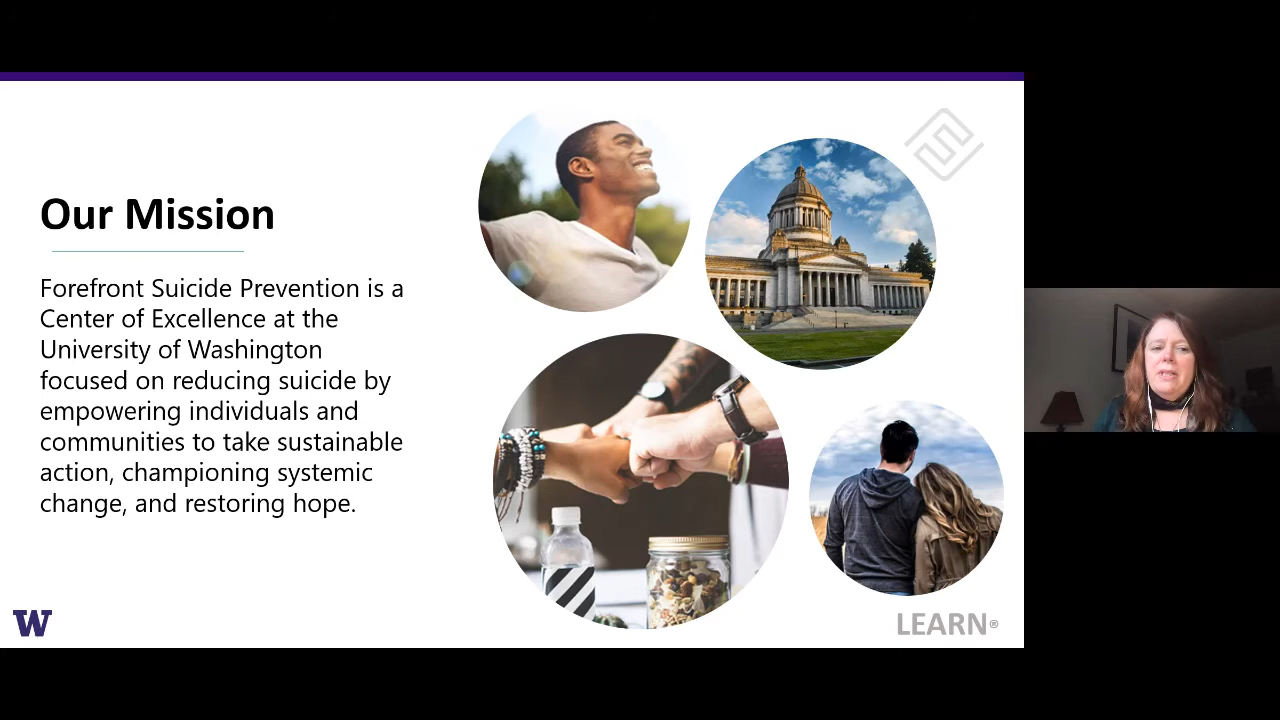 Our Mission
Forefront Suicide Prevention is a
Center of Excellence at the
University of Washington
focused on reducing suicide by
empowering individuals and
communities to take sustainable
action, championing systemic
change, and restoring hope.
W
LEARN®